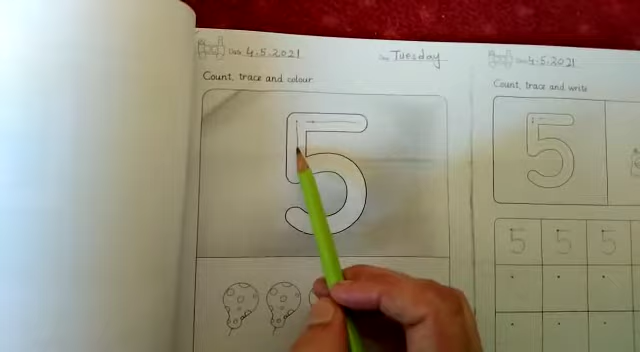 Date 4.5.2021
Day Tuesday
Count, trace and colour
5
Date 4.5.2021
Count, trace and write
5
5 5 5